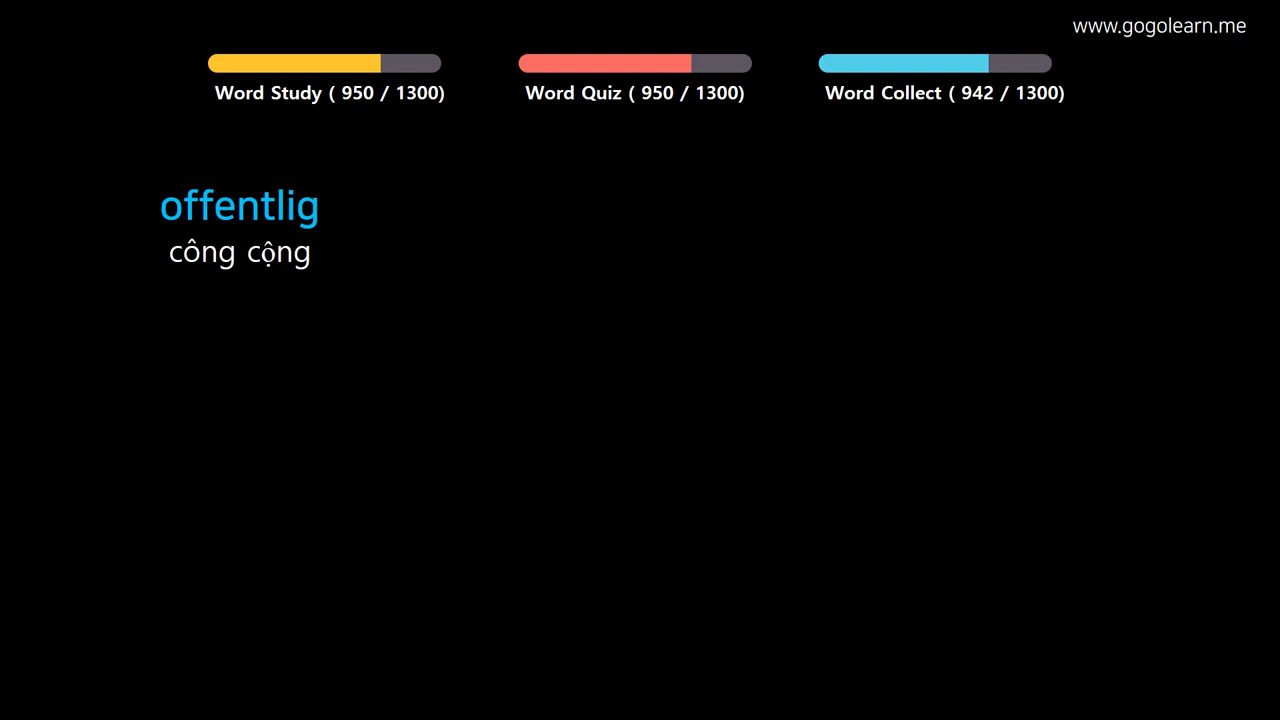 www.gogolearn.me
Word Study ( 950 / 1300)
Word Quiz ( 950 / 1300)
Word Collect ( 942 / 1300)
offentlig
công cộng